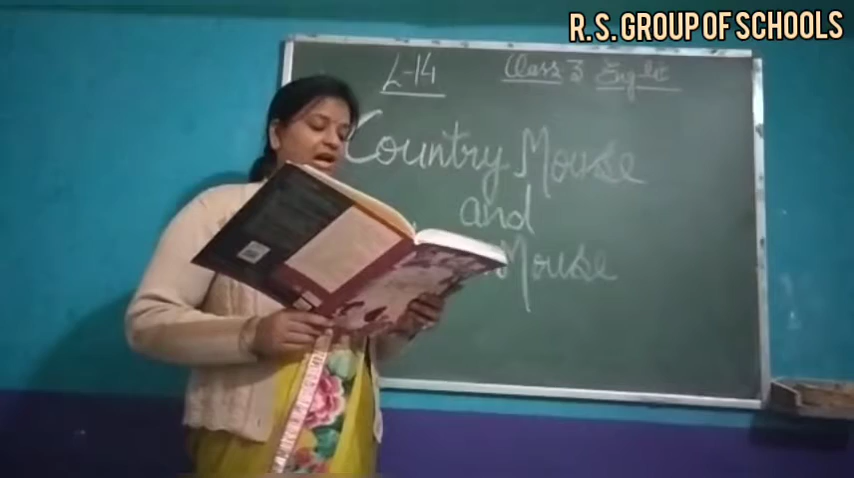 R. S. GROUP OF SCHOOLS
L-14 Class 3 English
Country Mouse
and
Mouse